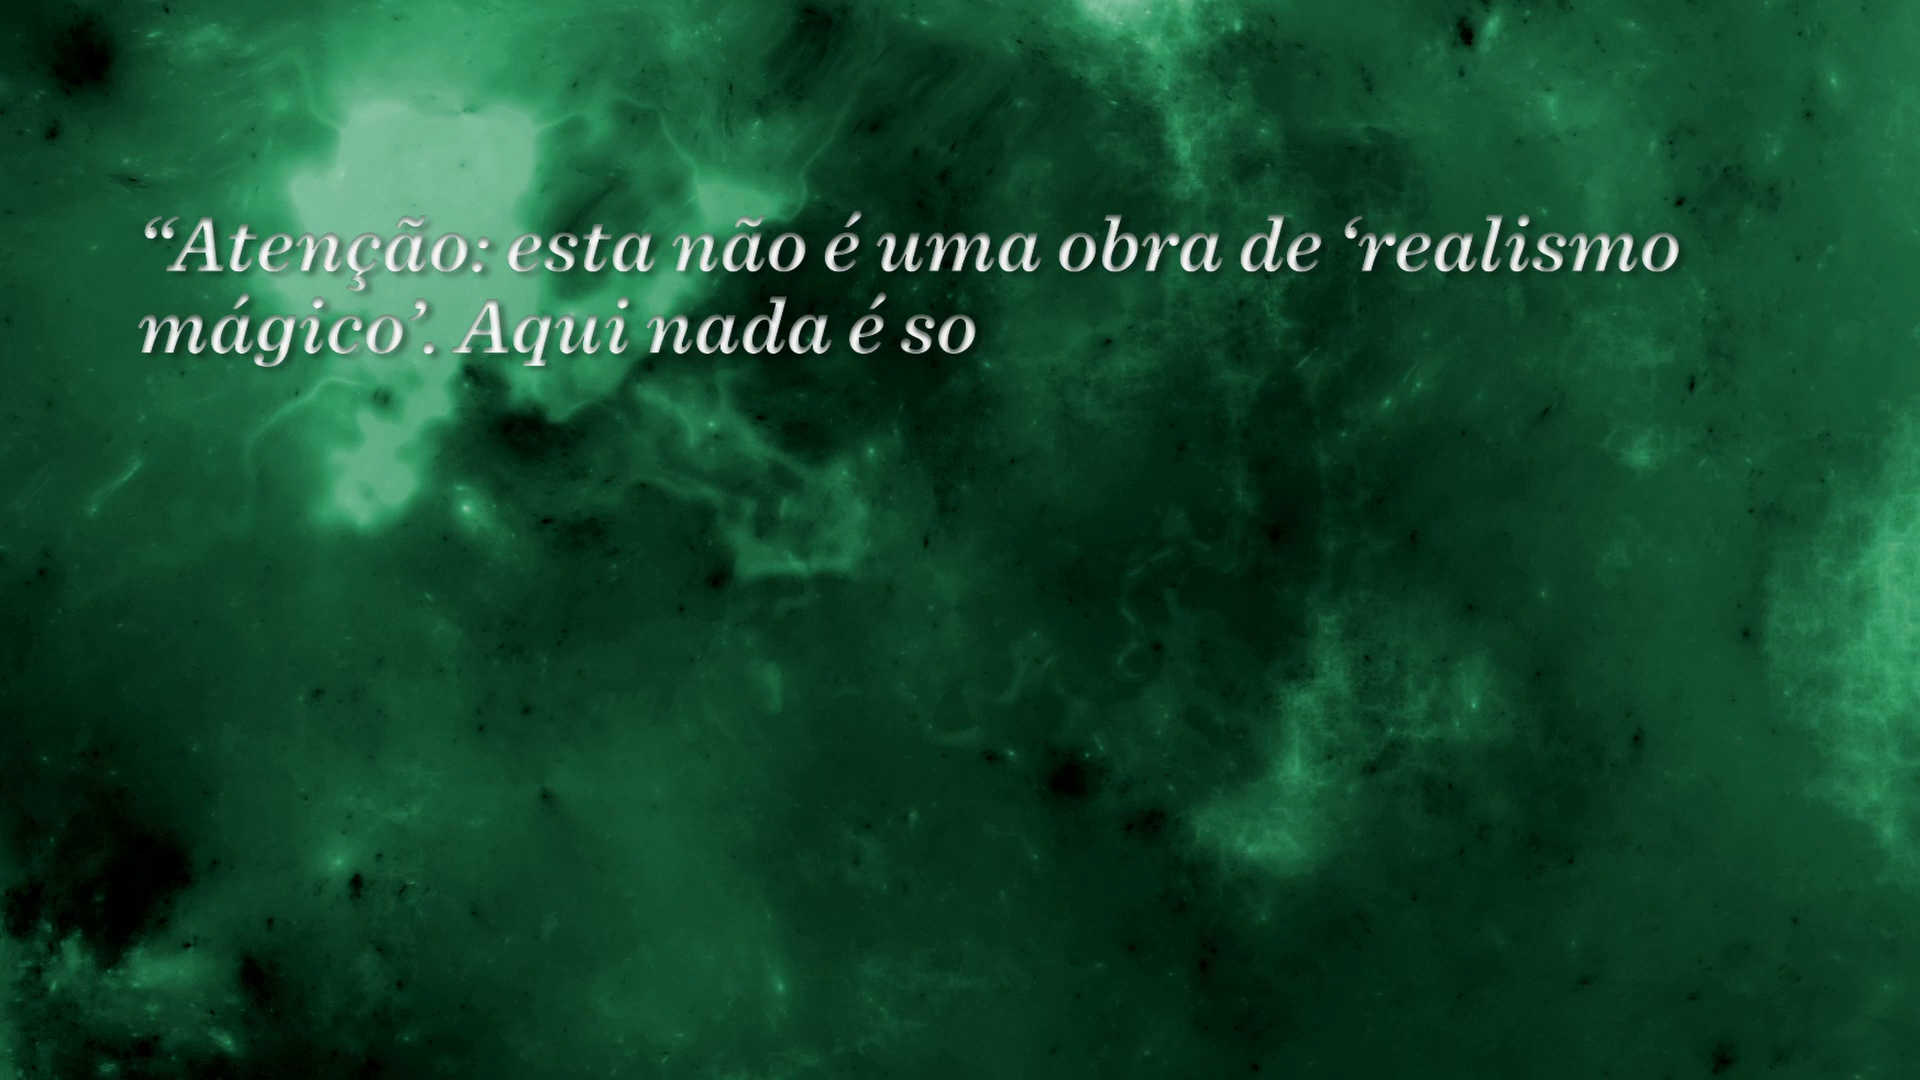 “Atenção: esta não é uma obra de ‘realismo
mágico’. Aqui nada é so